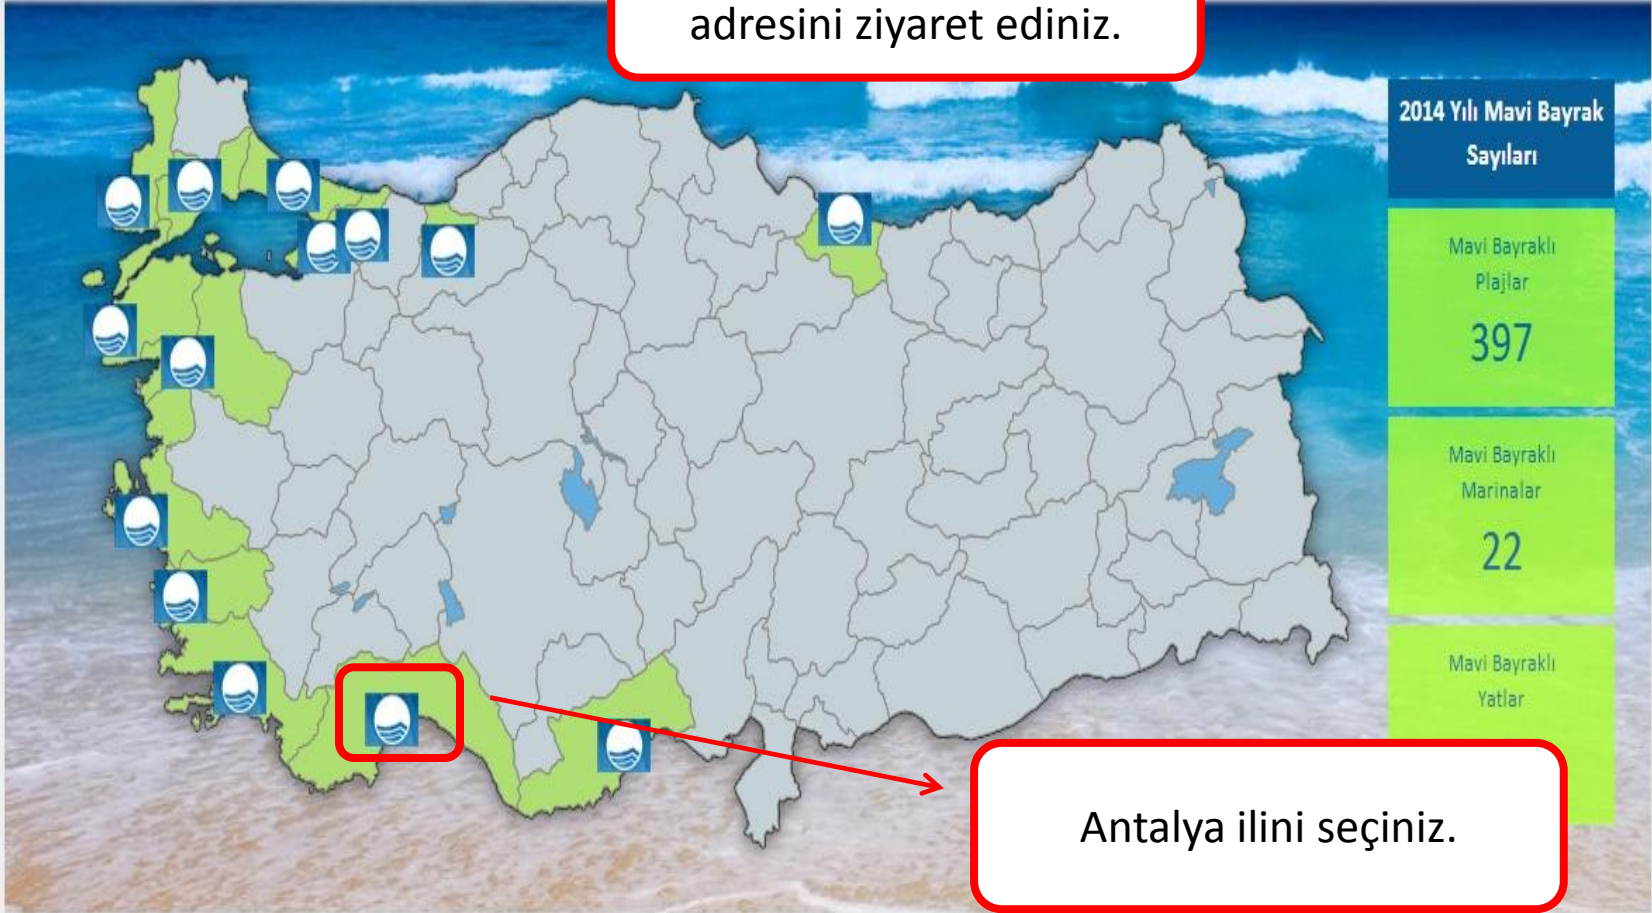 adresini ziyaret ediniz.
2014 Yılı Mavi Bayrak
Sayıları
Mavi Bayraklı
Plajlar
397
Mavi Bayraklı
Marinalar
22
Mavi Bayraklı
Yatlar
Antalya ilini seçiniz.